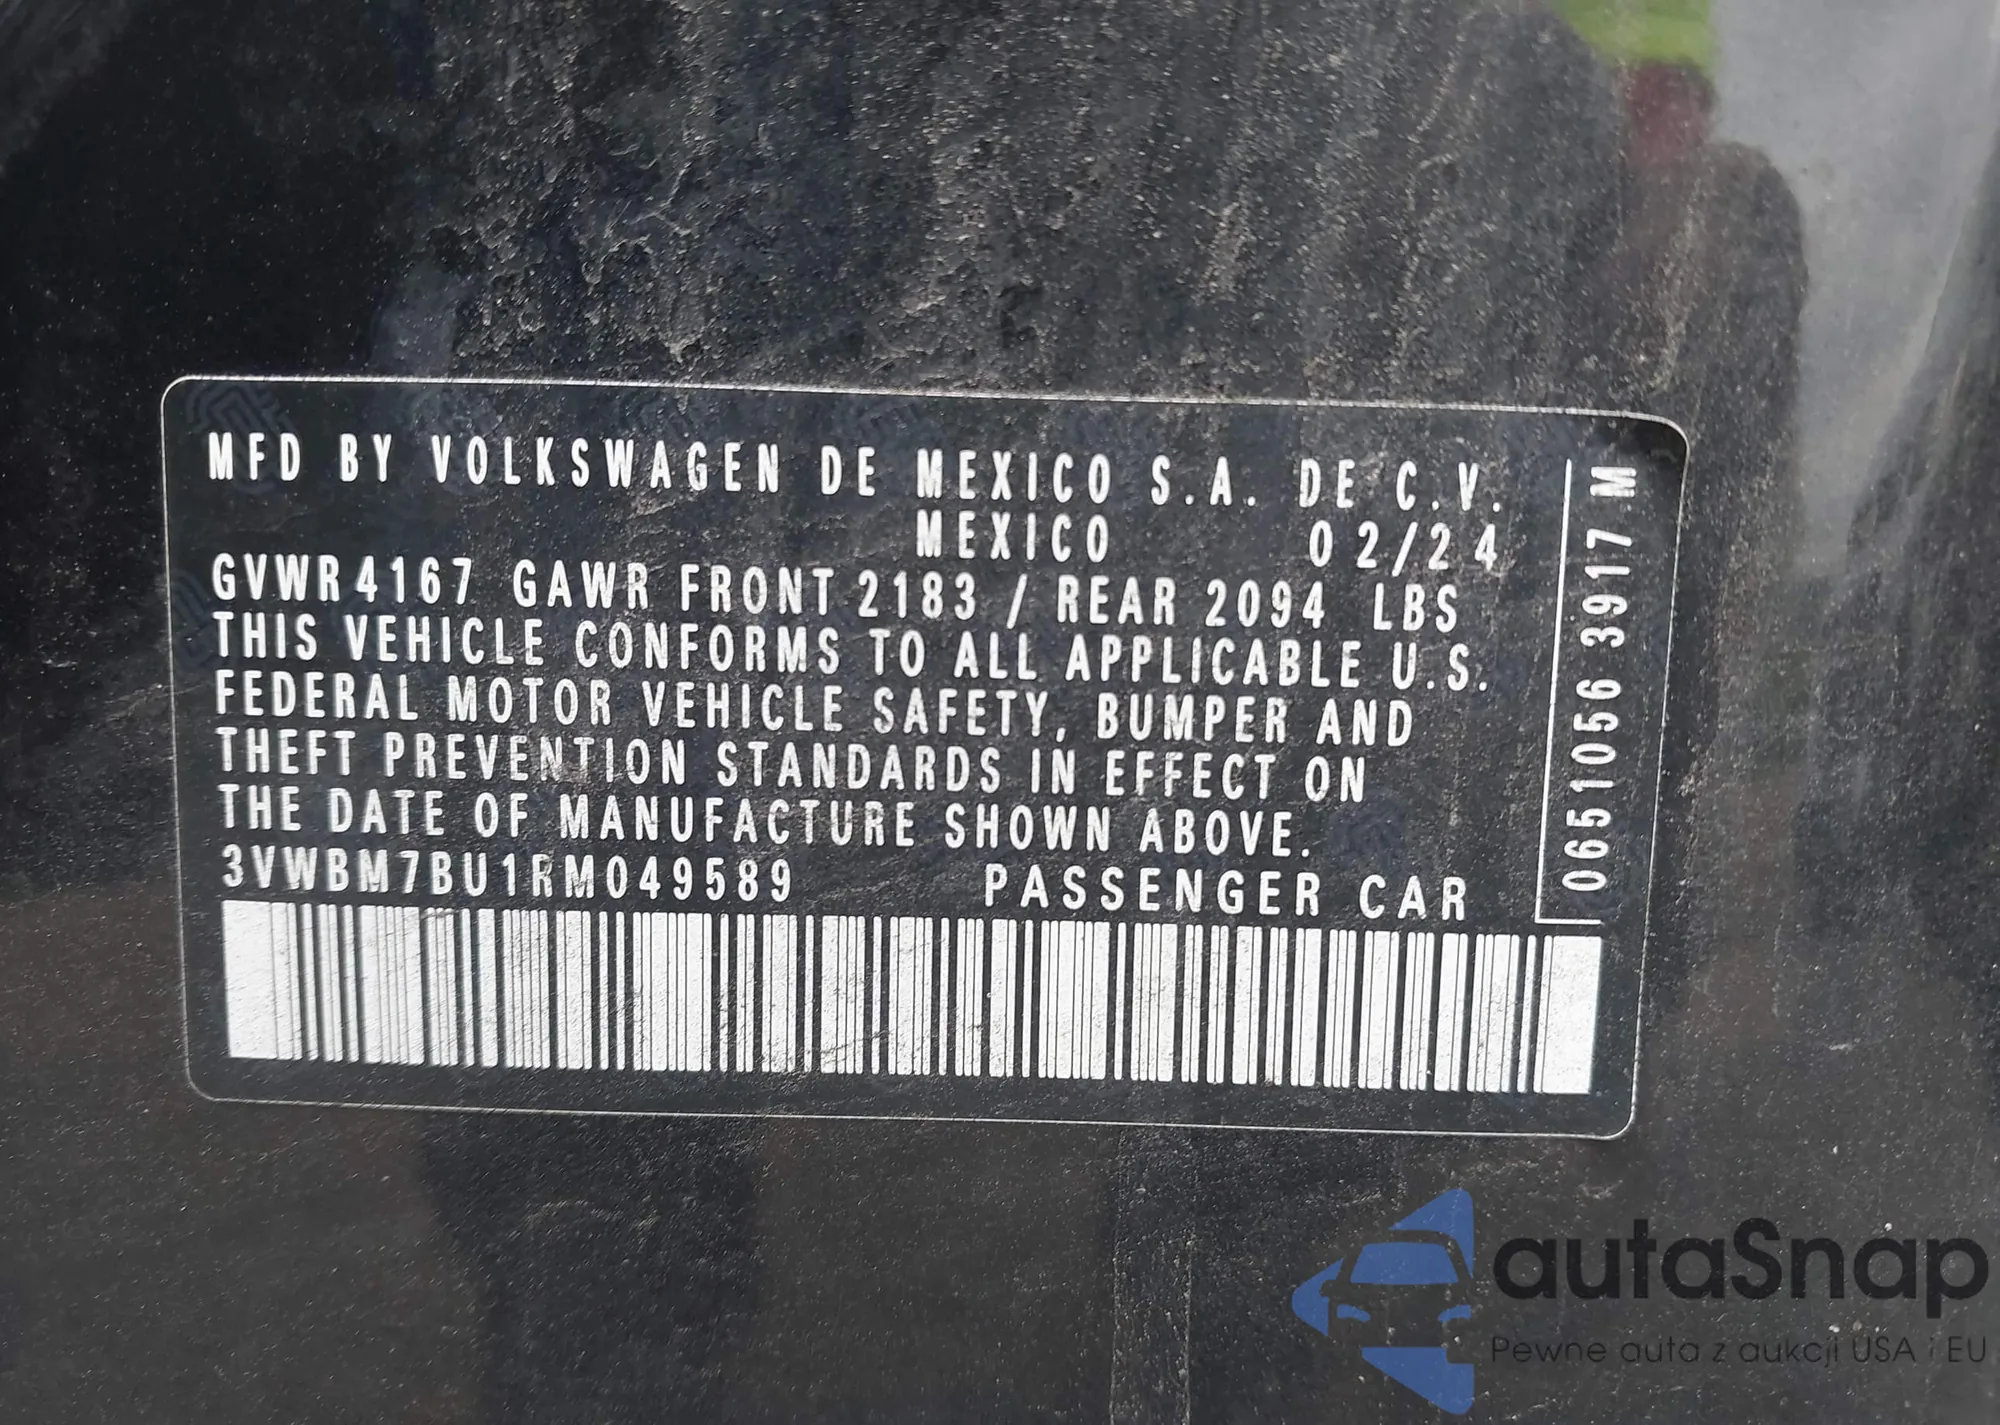 MFD BY VOLKSWAGEN DE MEXICO S.A. DE C.V.
MEXICO 02/24
GVWR 4167 GAWR FRONT 2183 / REAR 2094 LBS
THIS VEHICLE CONFORMS TO ALL APPLICABLE U.S.
FEDERAL MOTOR VEHICLE SAFETY, BUMPER AND
THEFT PREVENTION STANDARDS IN EFFECT ON
THE DATE OF MANUFACTURE SHOWN ABOVE.
3VWBM7BU1RM049589 PASSENGER CAR
0651056 3917 M
autaSnap
Pewne auta z aukcji USA i EU